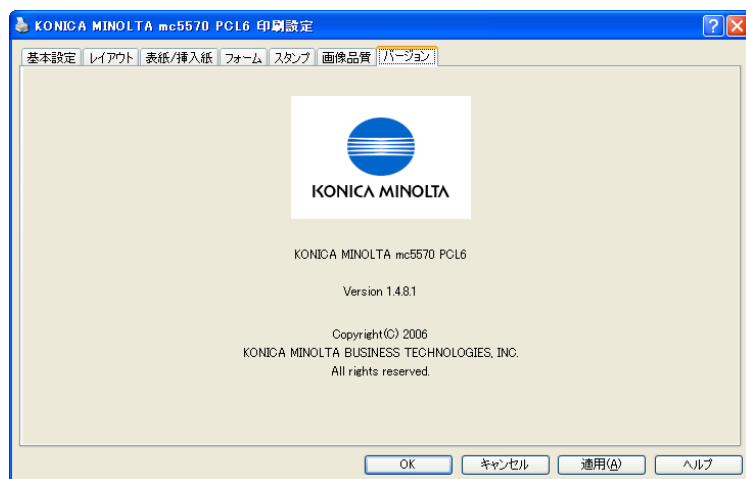 KONICA MINOLTA mc5570 PCL6 印刷設定
基本設定 レイアウト 表紙/挿入紙 フォーム スタンプ 画像品質 バージョン
KONICA MINOLTA
KONICA MINOLTA mc5570 PCL6
Version 1.4.8.1
Copyright(C) 2006
KONICA MINOLTA BUSINESS TECHNOLOGIES, INC.
All rights reserved.
OK キャンセル 適用(A) ヘルプ